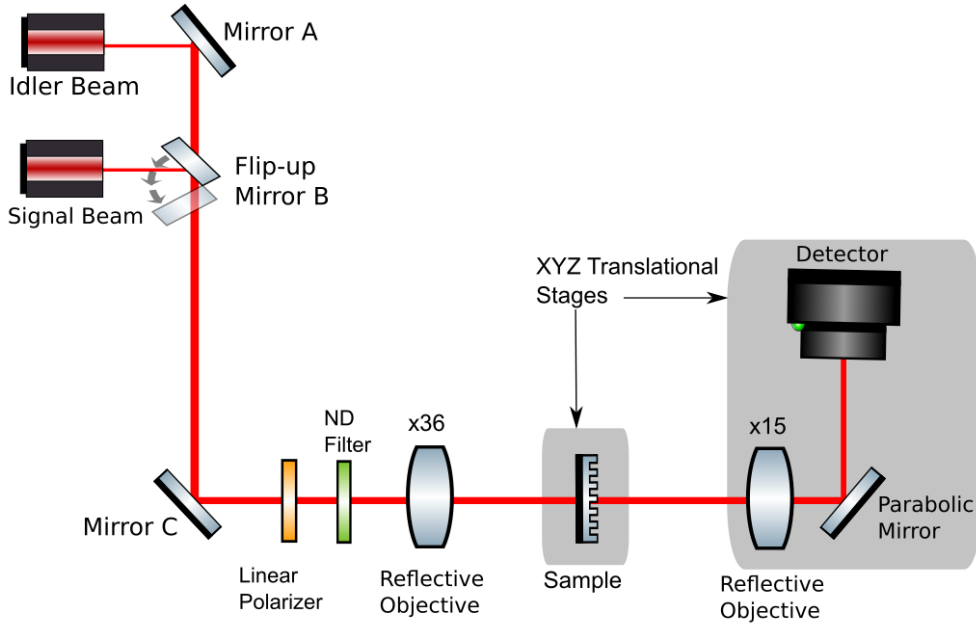 Mirror A
Idler Beam
Flip-up
Mirror B
Signal Beam
XYZ Translational
Stages
Detector
ND
Filter
x36
x15
Mirror C
Parabolic
Mirror
Linear
Polarizer
Reflective
Objective
Sample
Reflective
Objective